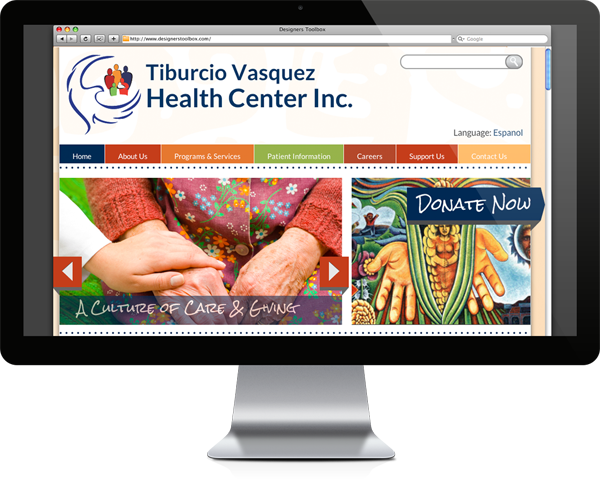 Designers Toolbox
http://www.designerstoolbox.com/
Google
Tiburcio Vasquez
Health Center Inc.
Language: Espanol
Home About Us Programs & Services Patient Information Careers Support Us Contact Us
Donate Now
A Culture of Care & Giving